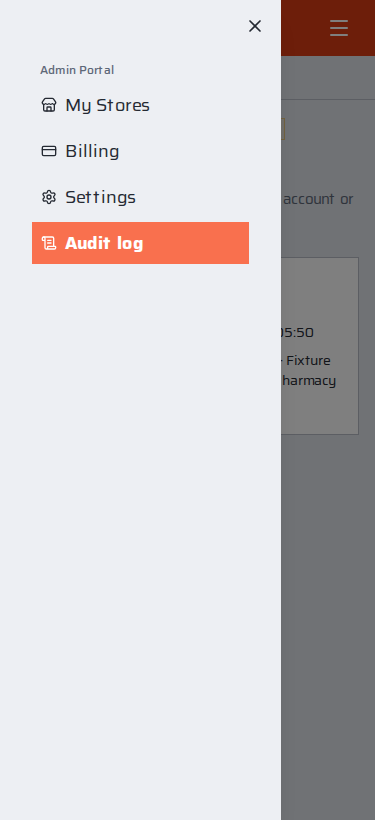 Admin Portal
My Stores
Billing
Settings
Audit log
account or
05:50
Fixture
harmacy